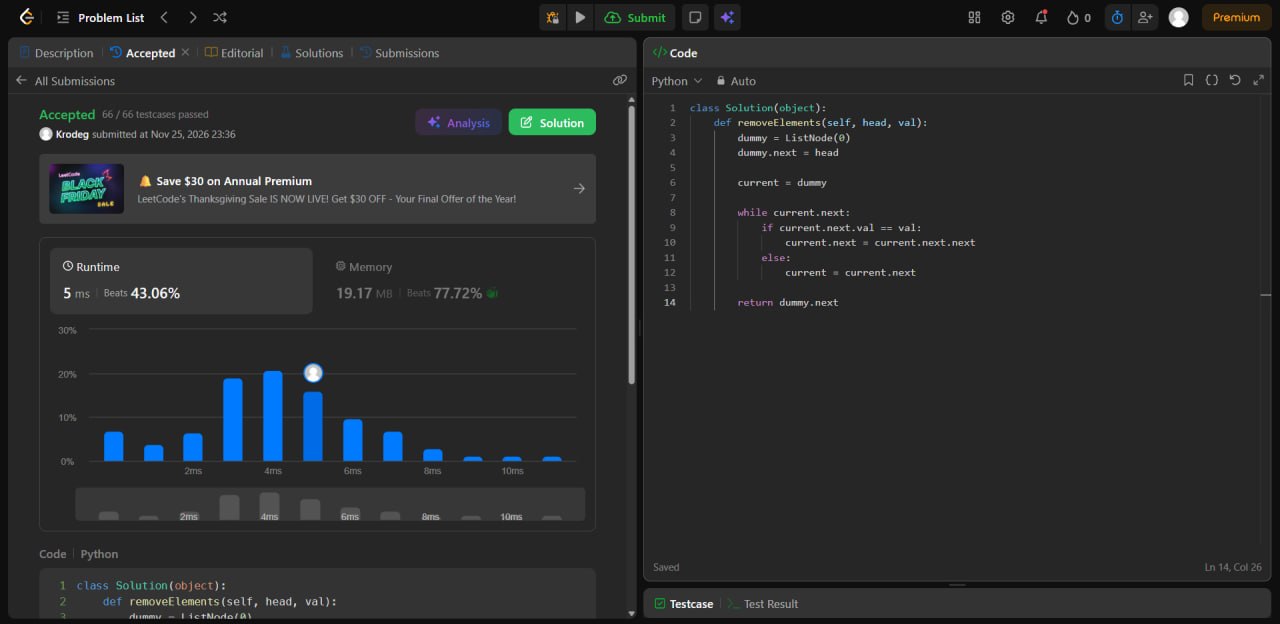 Problem List
Submit
0
Premium
Description
Accepted
Editorial
Solutions
Submissions
All Submissions
Accepted 66 / 66 testcases passed
Krodeg submitted at Nov 25, 2026 23:36
Analysis
Solution
LeetCode
BLACK
FRIDAY
SALE
Save $30 on Annual Premium
LeetCode's Thanksgiving Sale IS NOW LIVE! Get $30 OFF - Your Final Offer of the Year!
Runtime
5 ms | Beats 43.06%
Memory
19.17 MB | Beats 77.72%
30%
20%
10%
0%
2ms 4ms 6ms 8ms 10ms
2ms 4ms 6ms 8ms 10ms
Code | Python
1 class Solution(object):
2 def removeElements(self, head, val):
3 dummy = ListNode(0)
Code
Python
Auto
1 class Solution(object):
2 def removeElements(self, head, val):
3 dummy = ListNode(0)
4 dummy.next = head
5
6 current = dummy
7
8 while current.next:
9 if current.next.val == val:
10 current.next = current.next.next
11 else:
12 current = current.next
13
14 return dummy.next
Saved
Ln 14, Col 26
Testcase
>_ Test Result